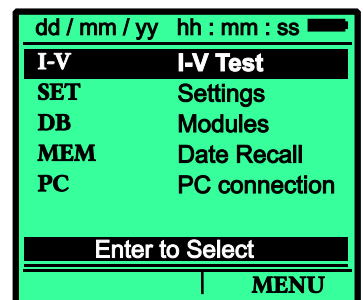 dd / mm / yy hh : mm : ss
I-V I-V Test
SET Settings
DB Modules
MEM Date Recall
PC PC connection
Enter to Select
MENU